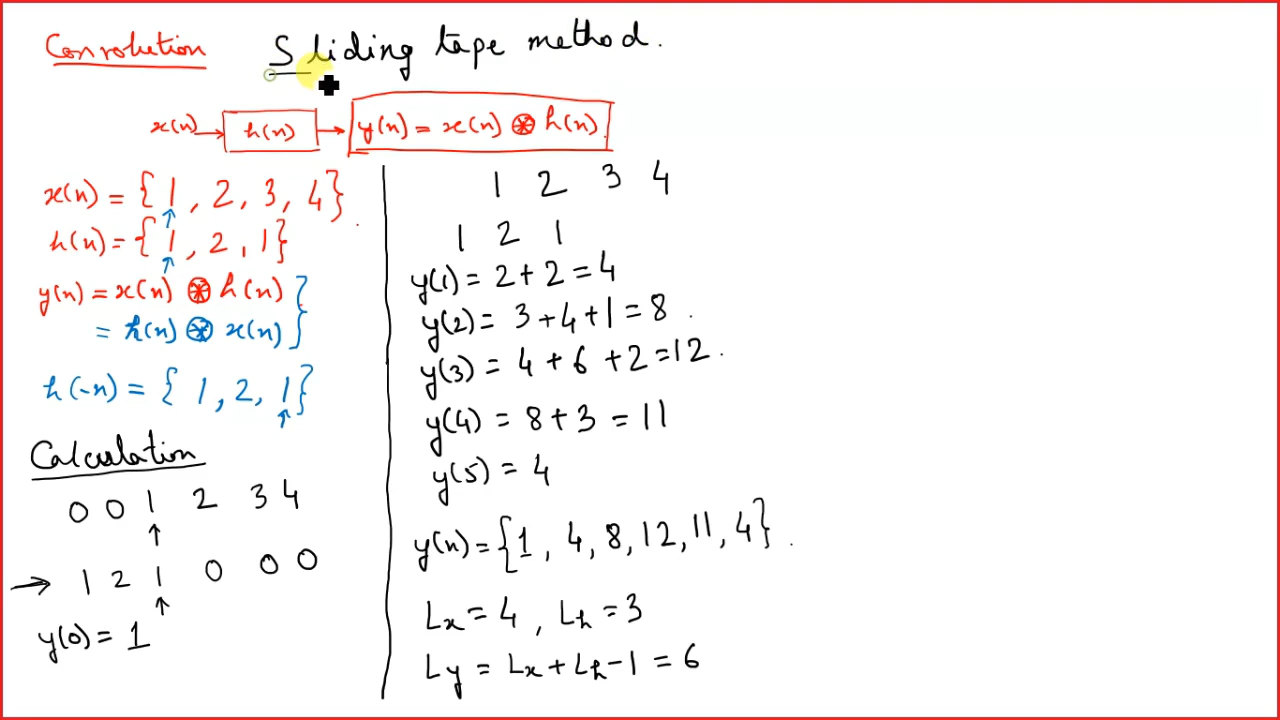 Convolution Sliding tape method.
x(n) → h(n) → y(n) = x(n) ⊛ h(n)
x(n) = { 1, 2, 3, 4 }.
↑
h(n) = { 1, 2, 1 }
↑
y(n) = x(n) ⊛ h(n)
= h(n) ⊛ x(n)
h(-n) = { 1, 2, 1 }
↑
Calculation
0 0 1 2 3 4
↑
→ 1 2 1 0 0 0
↑
y(0) = 1
1 2 3 4
1 2 1
y(1) = 2 + 2 = 4
y(2) = 3 + 4 + 1 = 8.
y(3) = 4 + 6 + 2 = 12.
y(4) = 8 + 3 = 11
y(5) = 4
y(n) = { 1, 4, 8, 12, 11, 4 }.
Lx = 4, Lh = 3
Ly = Lx + Lh - 1 = 6